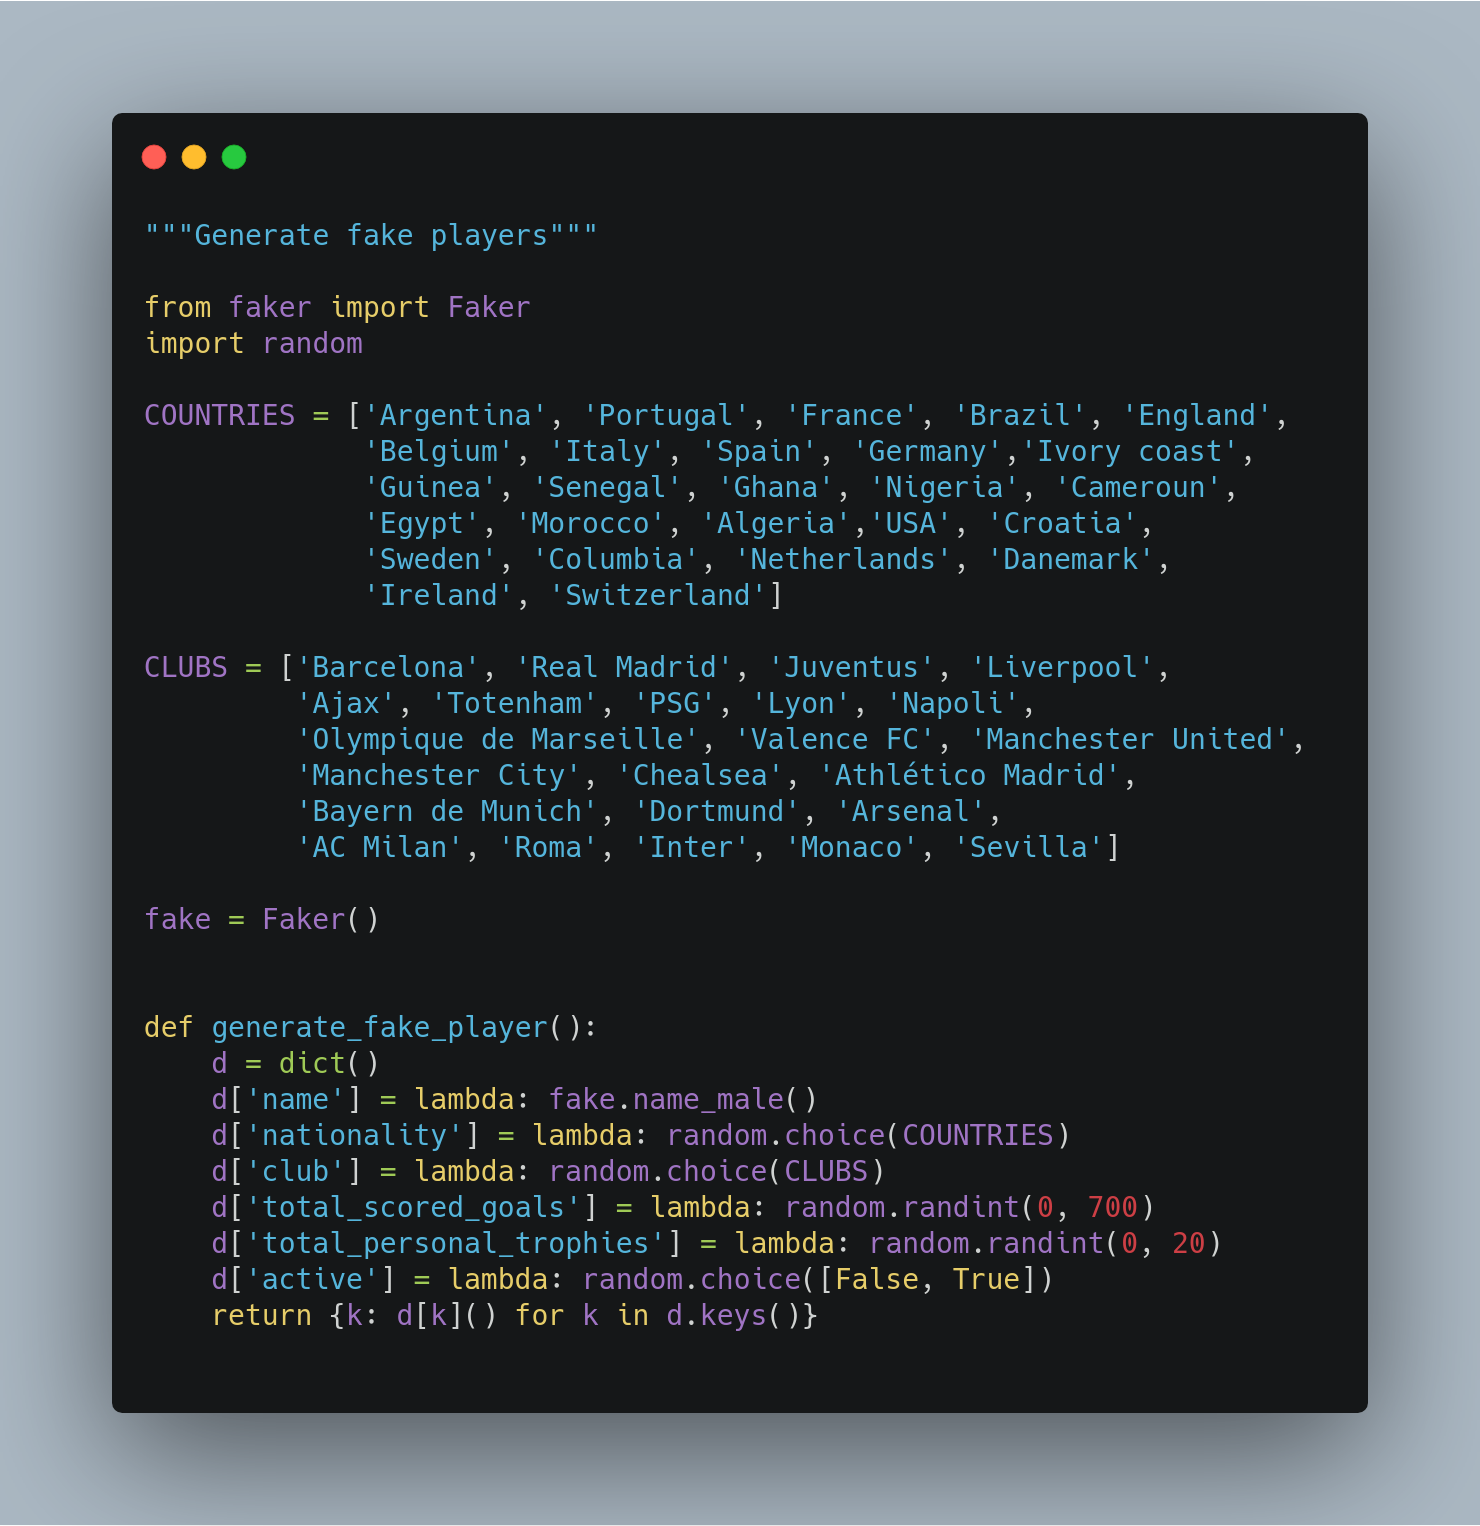 """Generate fake players"""
from faker import Faker
import random
COUNTRIES = ['Argentina', 'Portugal', 'France', 'Brazil', 'England',
'Belgium', 'Italy', 'Spain', 'Germany','Ivory coast',
'Guinea', 'Senegal', 'Ghana', 'Nigeria', 'Cameroun',
'Egypt', 'Morocco', 'Algeria','USA', 'Croatia',
'Sweden', 'Columbia', 'Netherlands', 'Danemark',
'Ireland', 'Switzerland']
CLUBS = ['Barcelona', 'Real Madrid', 'Juventus', 'Liverpool',
'Ajax', 'Totenham', 'PSG', 'Lyon', 'Napoli',
'Olympique de Marseille', 'Valence FC', 'Manchester United',
'Manchester City', 'Chealsea', 'Athlético Madrid',
'Bayern de Munich', 'Dortmund', 'Arsenal',
'AC Milan', 'Roma', 'Inter', 'Monaco', 'Sevilla']
fake = Faker()
def generate_fake_player():
    d = dict()
    d['name'] = lambda: fake.name_male()
    d['nationality'] = lambda: random.choice(COUNTRIES)
    d['club'] = lambda: random.choice(CLUBS)
    d['total_scored_goals'] = lambda: random.randint(0, 700)
    d['total_personal_trophies'] = lambda: random.randint(0, 20)
    d['active'] = lambda: random.choice([False, True])
    return {k: d[k]() for k in d.keys()}